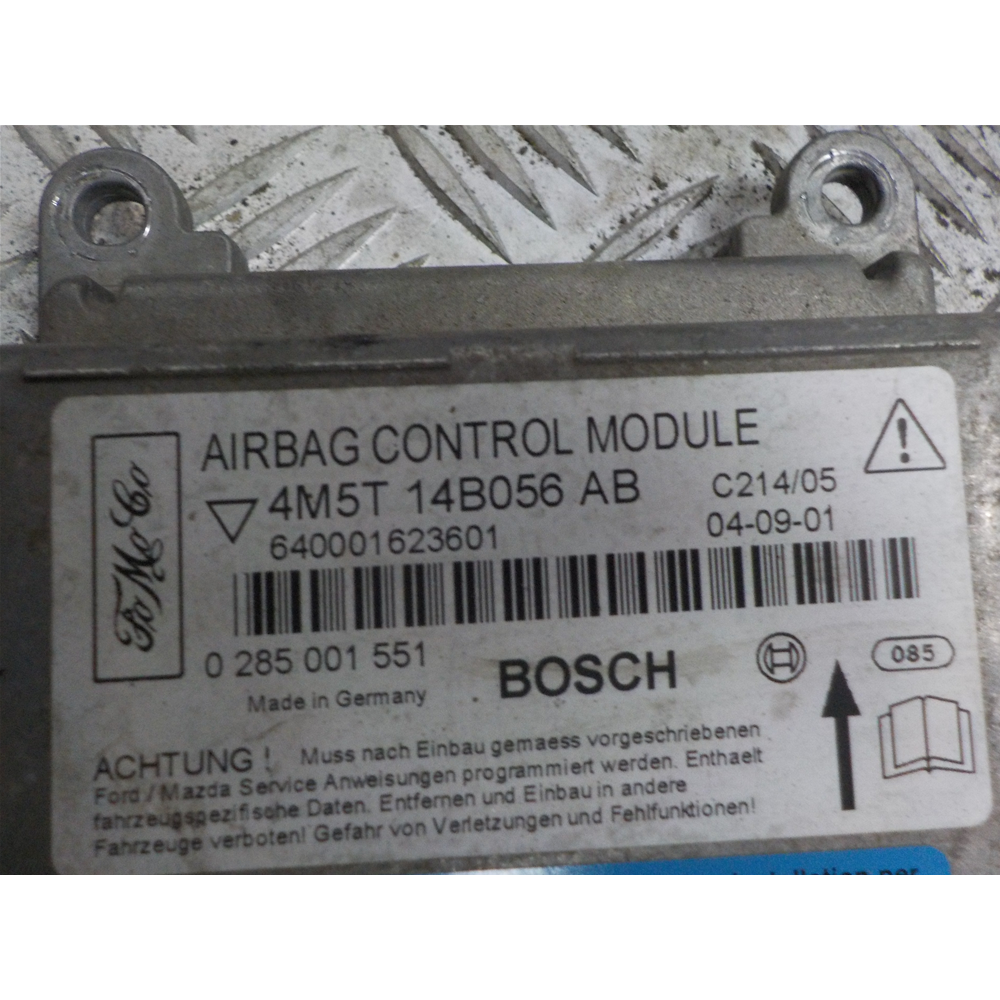 FoMoCo
AIRBAG CONTROL MODULE
4M5T 14B056 AB
C214/05
640001623601
04-09-01
0 285 001 551
BOSCH
085
Made in Germany
ACHTUNG ! Muss nach Einbau gemaess vorgeschriebenen
Ford / Mazda Service Anweisungen programmiert werden. Enthaelt
fahrzeugspezifische Daten. Entfernen und Einbau in andere
Fahrzeuge verboten! Gefahr von Verletzungen und Fehlfunktionen!
per